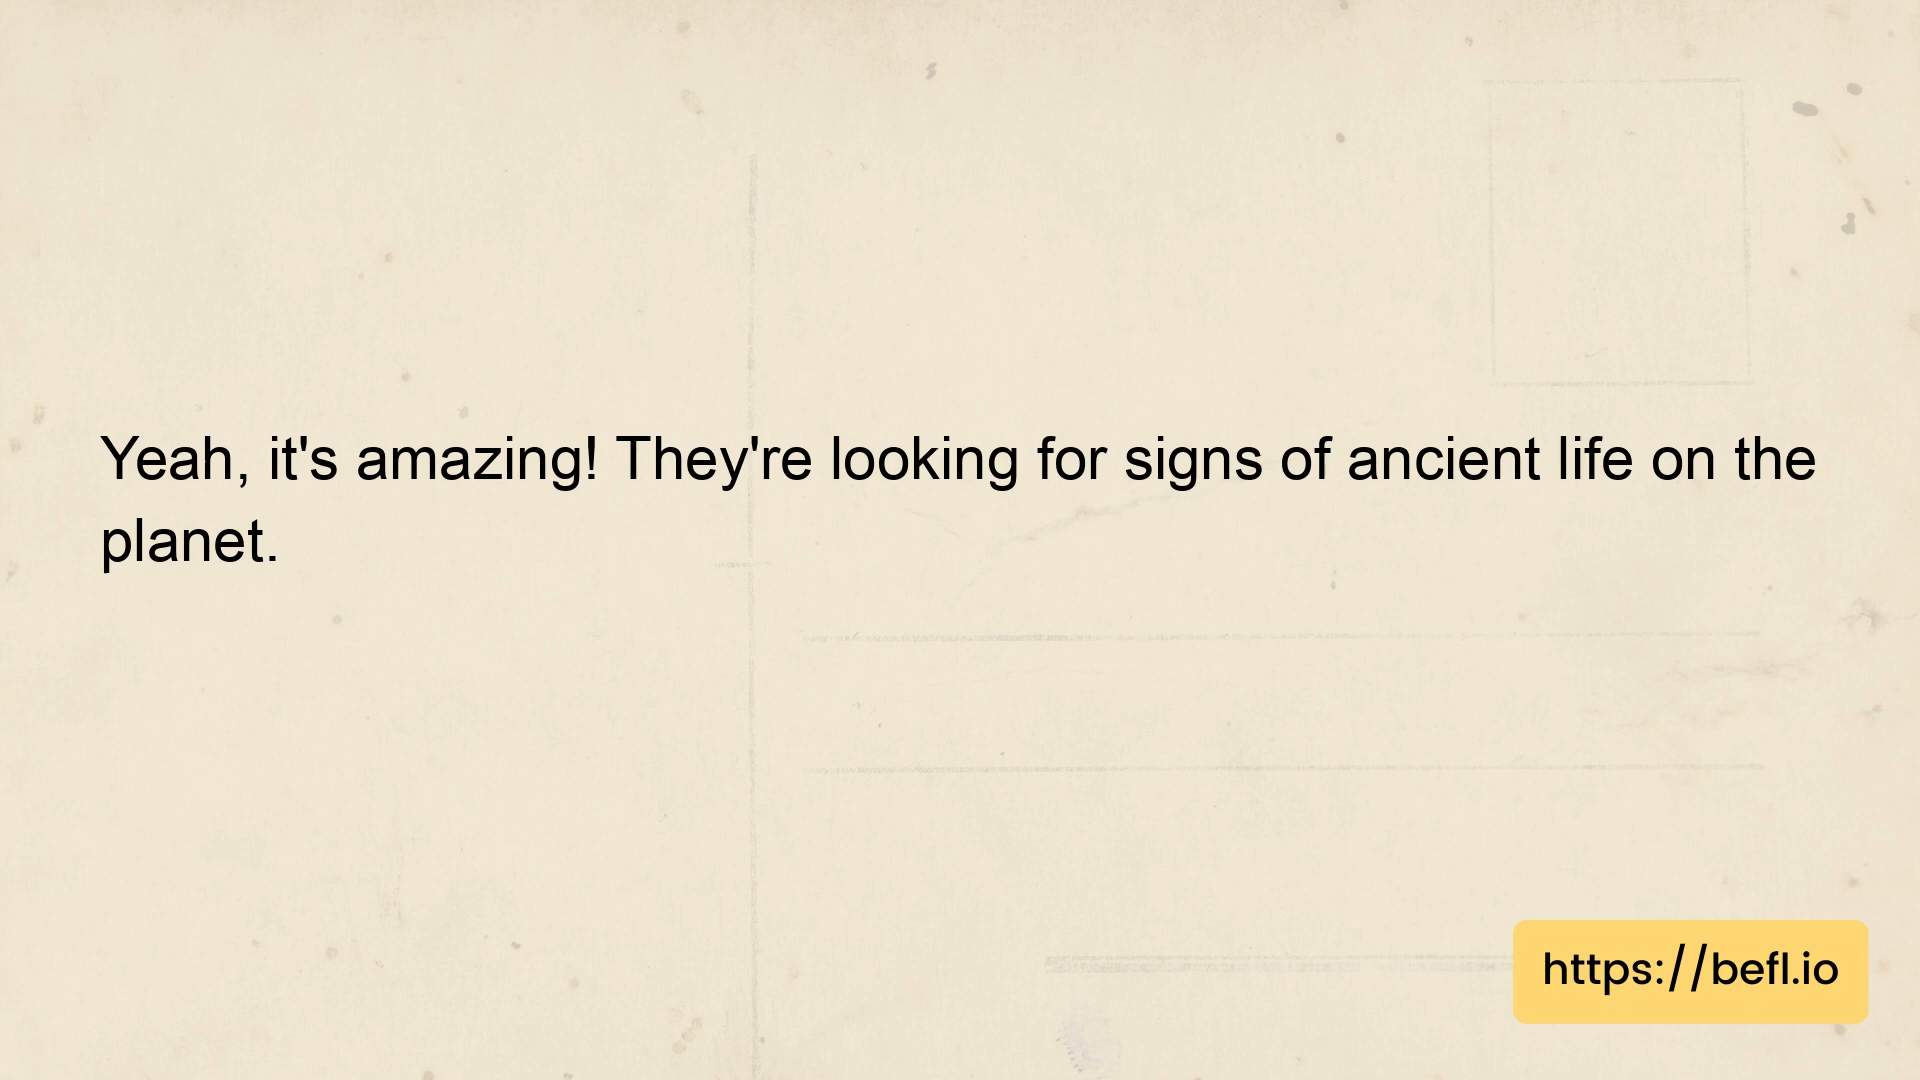 Yeah, it's amazing! They're looking for signs of ancient life on the
planet.
https://befl.io